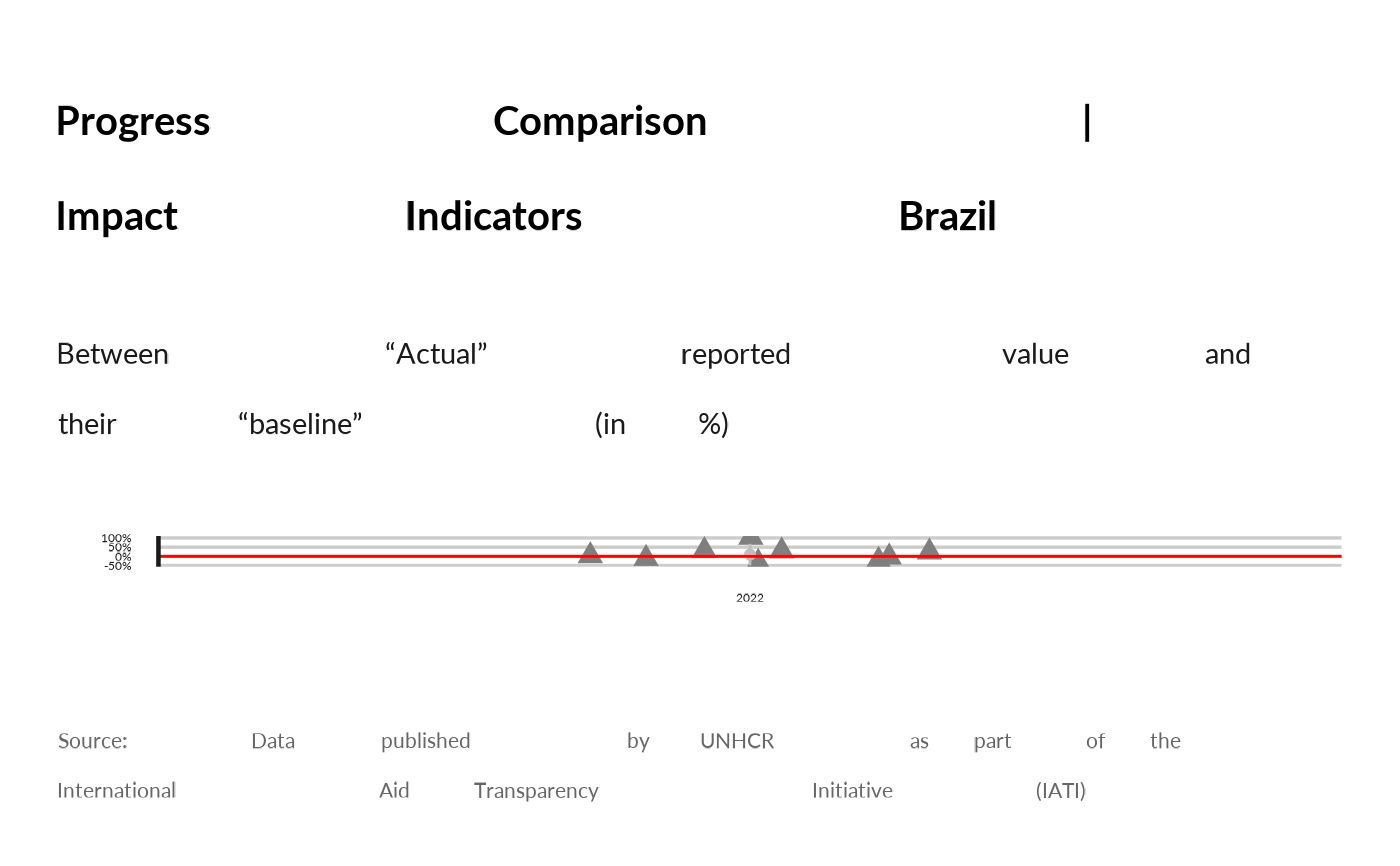 Progress Comparison |
Impact Indicators Brazil
Between “Actual” reported value and
their “baseline” (in %)
100%
50%
0%
-50%
2022
Source: Data published by UNHCR as part of the
International Aid Transparency Initiative (IATI)